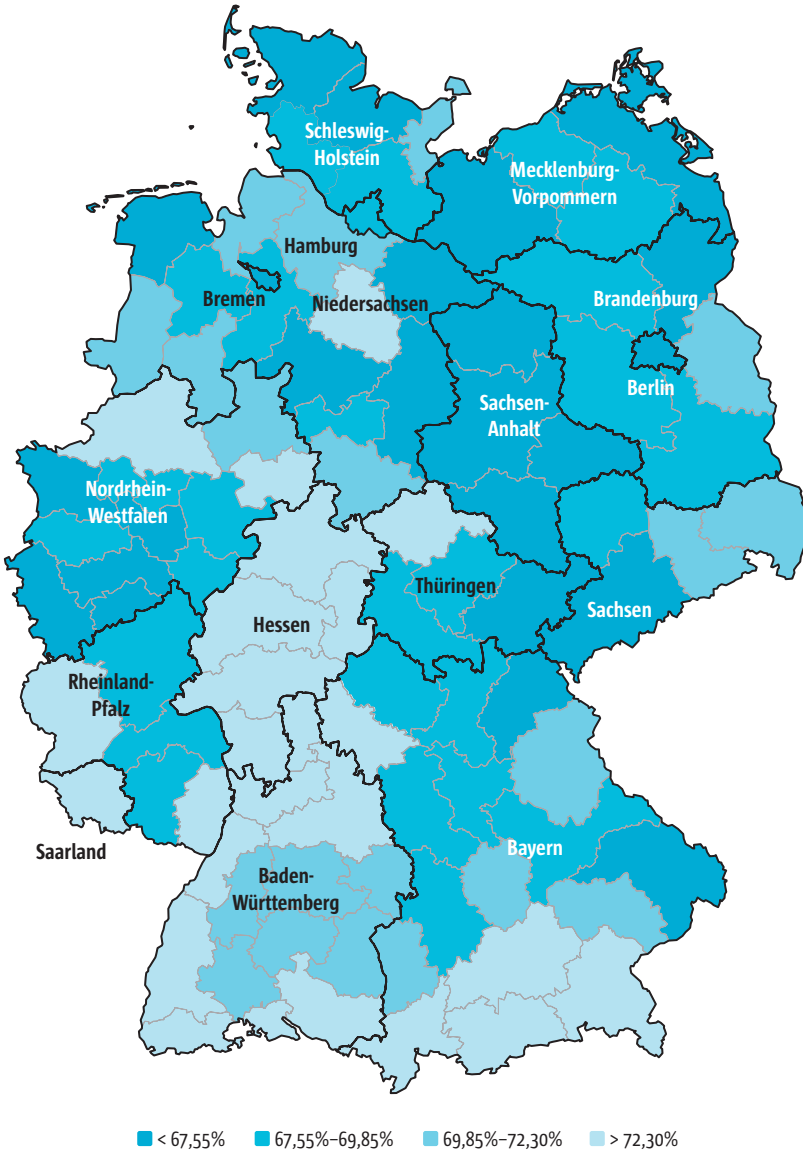 Schleswig-
Holstein
Mecklenburg-
Vorpommern
Hamburg
Bremen
Niedersachsen
Brandenburg
Berlin
Sachsen-
Anhalt
Nordrhein-
Westfalen
Thüringen
Sachsen
Hessen
Rheinland-
Pfalz
Saarland
Bayern
Baden-
Württemberg
< 67,55% 67,55%–69,85% 69,85%–72,30% > 72,30%